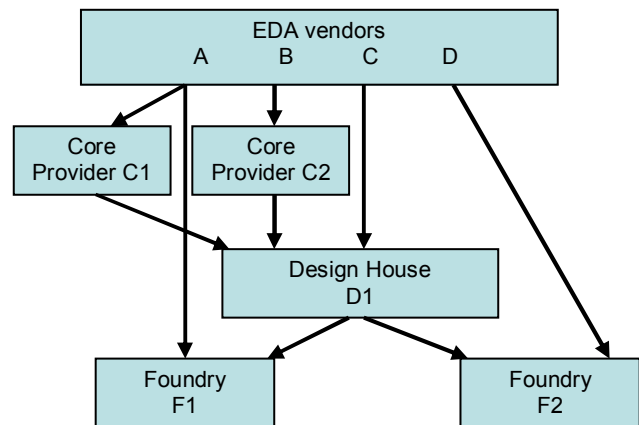 EDA vendors
A B C D
Core
Provider C1
Core
Provider C2
Design House
D1
Foundry
F1
Foundry
F2